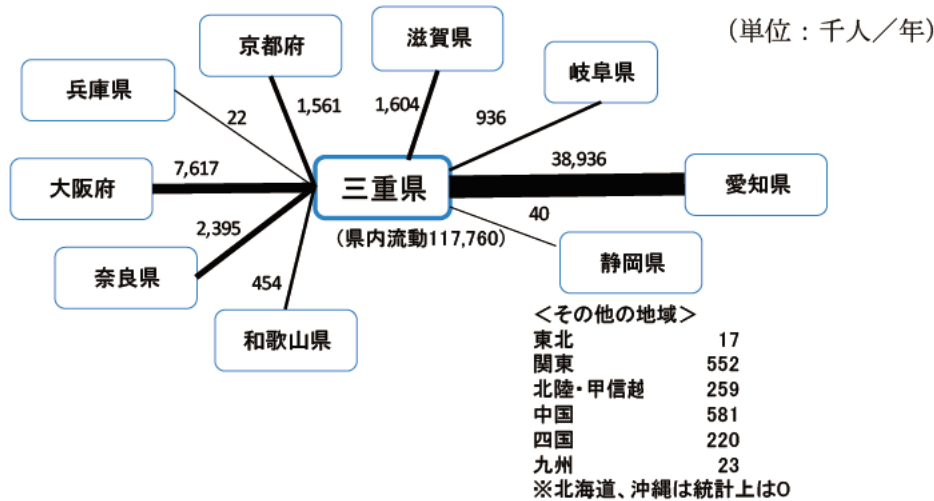 (単位：千人／年)
京都府
滋賀県
岐阜県
兵庫県
1,561
1,604
936
22
7,617
38,936
大阪府
三重県
愛知県
2,395
40
(県内流動117,760)
奈良県
454
静岡県
和歌山県
＜その他の地域＞
東北 17
関東 552
北陸・甲信越 259
中国 581
四国 220
九州 23
※北海道、沖縄は統計上は0